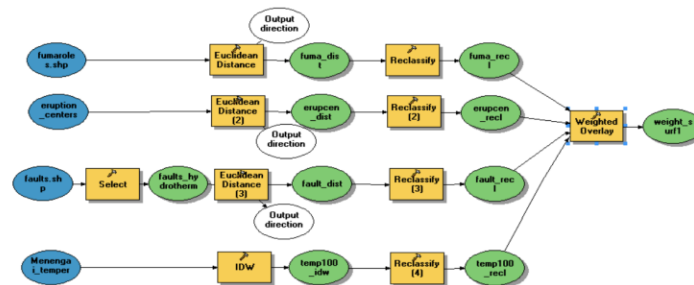 Output
direction
fumarole
s.shp
Euclidean
Distance
fuma_dis
t
Reclassify
fuma_rec
l
eruption
_centers
Euclidean
Distance
(2)
erupcen
_dist
Reclassify
(2)
erupcen
_recl
Output
direction
Weighted
Overlay
weight_s
urf1
faults.sh
p
Select
faults_hy
drotherm
Euclidean
Distance
(3)
fault_dist
Reclassify
(3)
fault_rec
l
Output
direction
Menenga
i_temper
IDW
temp100
_idw
Reclassify
(4)
temp100
_recl